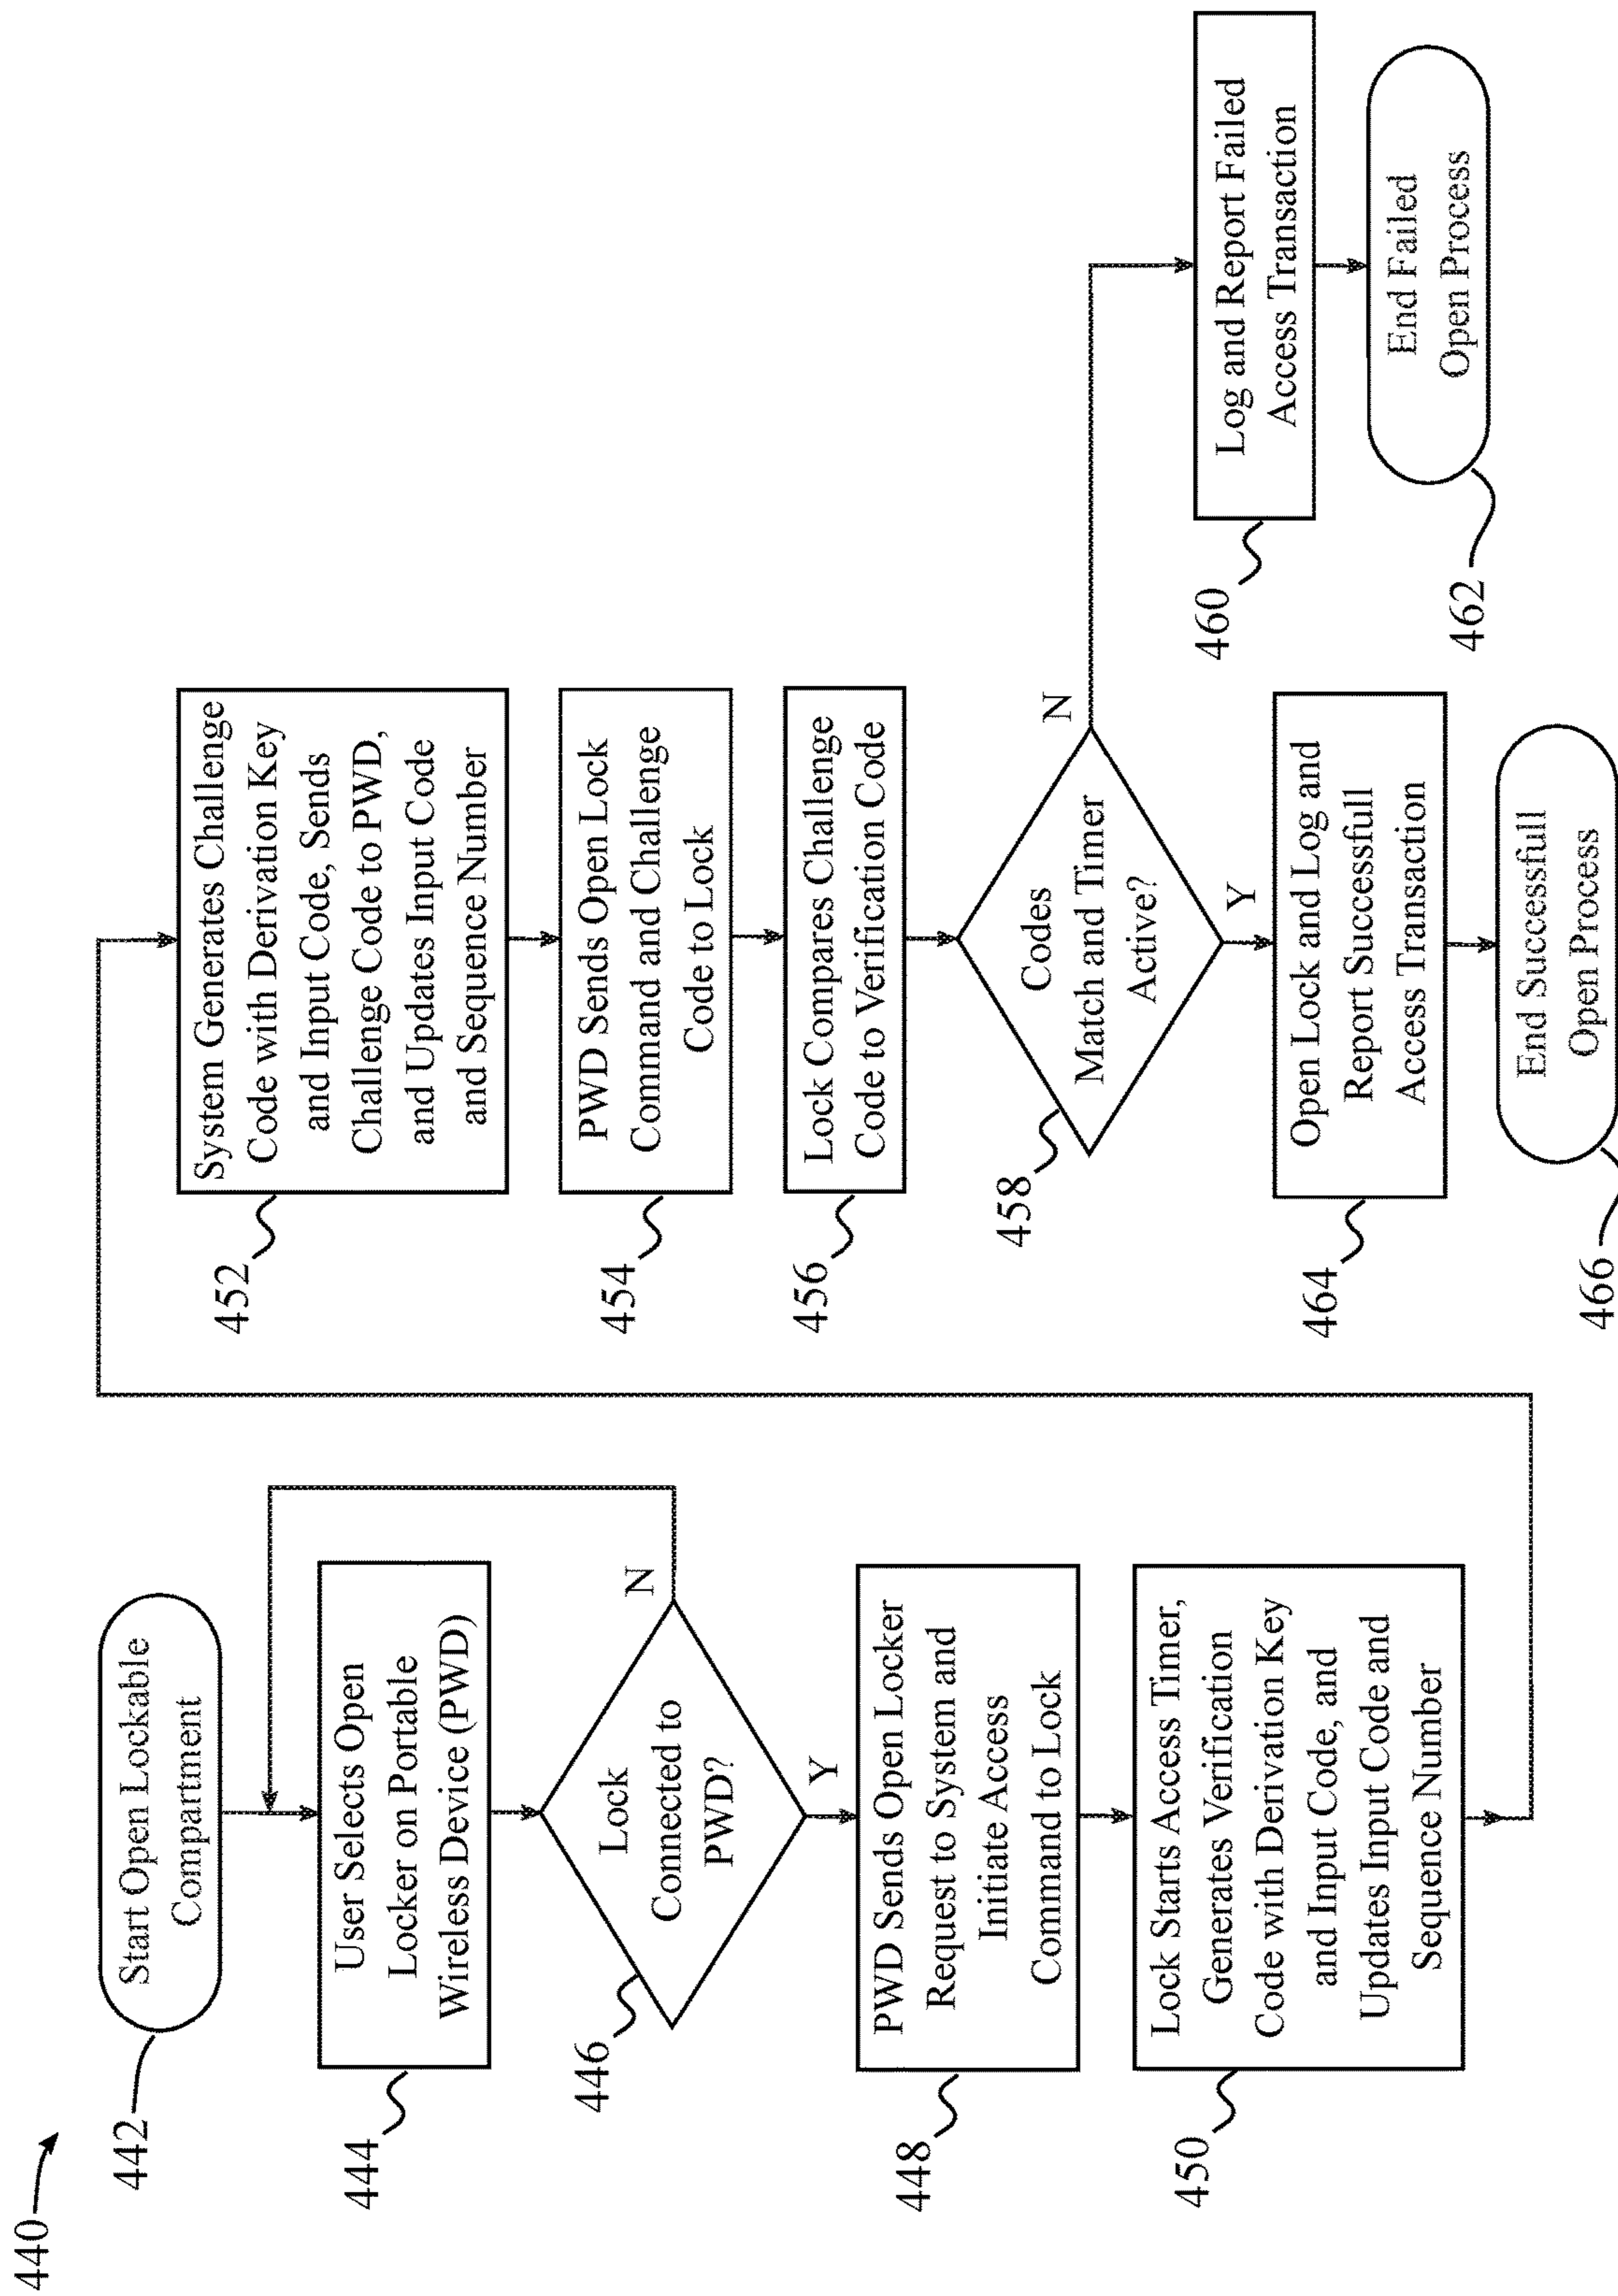 440
442
Start Open Lockable
Compartment
444
User Selects Open
Locker on Portable
Wireless Device (PWD)
446
Lock
Connected to
PWD?
N
Y
448
PWD Sends Open Locker
Request to System and
Initiate Access
Command to Lock
450
Lock Starts Access Timer,
Generates Verification
Code with Derivation Key
and Input Code, and
Updates Input Code and
Sequence Number
452
System Generates Challenge
Code with Derivation Key
and Input Code, Sends
Challenge Code to PWD,
and Updates Input Code
and Sequence Number
454
PWD Sends Open Lock
Command and Challenge
Code to Lock
456
Lock Compares Challenge
Code to Verification Code
458
Codes
Match and Timer
Active?
N
Y
460
Log and Report Failed
Access Transaction
462
End Failed
Open Process
464
Open Lock and Log and
Report Successfull
Access Transaction
466
End Successfull
Open Process